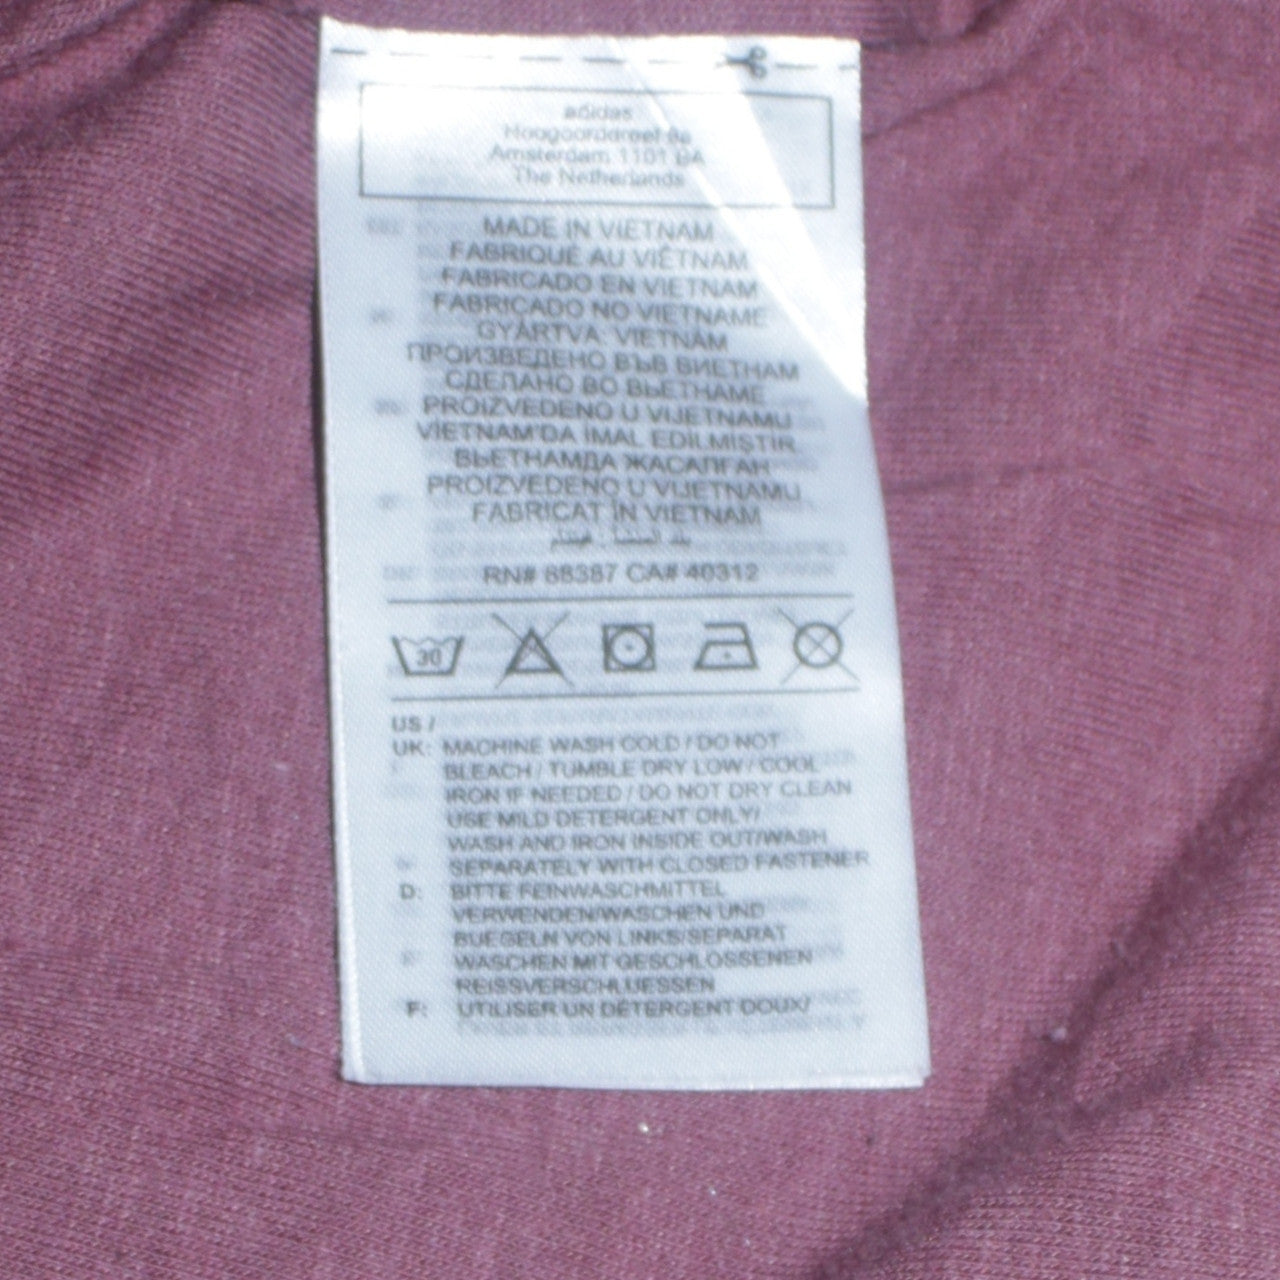 adidas
Hoogoorddreef 9a
Amsterdam 1101 BA
The Netherlands
MADE IN VIETNAM
FABRIQUÉ AU VIÊTNAM
FABRICADO EN VIETNAM
FABRICADO NO VIETNAME
GYÁRTVA: VIETNÁM
ПРОИЗВЕДЕНО ВЪВ ВИЕТНАМ
СДЕЛАНО ВО ВЬЕТНАМЕ
PROIZVEDENO U VIJETNAMU
VIETNAM'DA İMAL EDİLMİŞTİR
ВЬЕТНАМДА ЖАСАЛҒАН
PROIZVEDENO U VIJETNAMU
FABRICAT ÎN VIETNAM
RN# 88387 CA# 40312
30
US /
UK: MACHINE WASH COLD / DO NOT
BLEACH / TUMBLE DRY LOW / COOL
IRON IF NEEDED / DO NOT DRY CLEAN
USE MILD DETERGENT ONLY/
WASH AND IRON INSIDE OUT/WASH
SEPARATELY WITH CLOSED FASTENER
D: BITTE FEINWASCHMITTEL
VERWENDEN/WASCHEN UND
BUEGELN VON LINKS/SEPARAT
WASCHEN MIT GESCHLOSSENEN
REISSVERSCHLUESSEN
F: UTILISER UN DÉTERGENT DOUX/